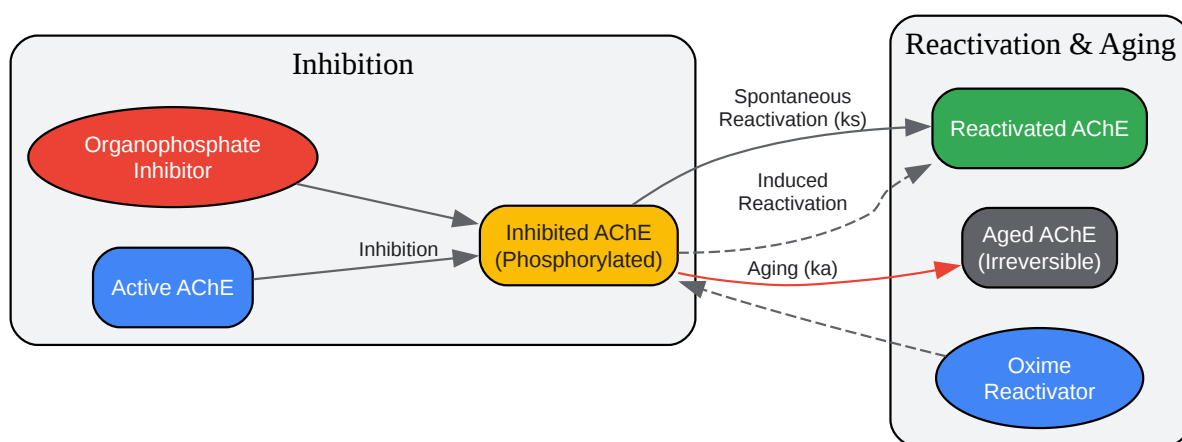 Inhibition
Organophosphate
Inhibitor
Active AChE
Inhibition
Inhibited AChE
(Phosphorylated)
Spontaneous
Reactivation (ks)
Induced
Reactivation
Aging (ka)
Reactivation & Aging
Reactivated AChE
Aged AChE
(Irreversible)
Oxime
Reactivator